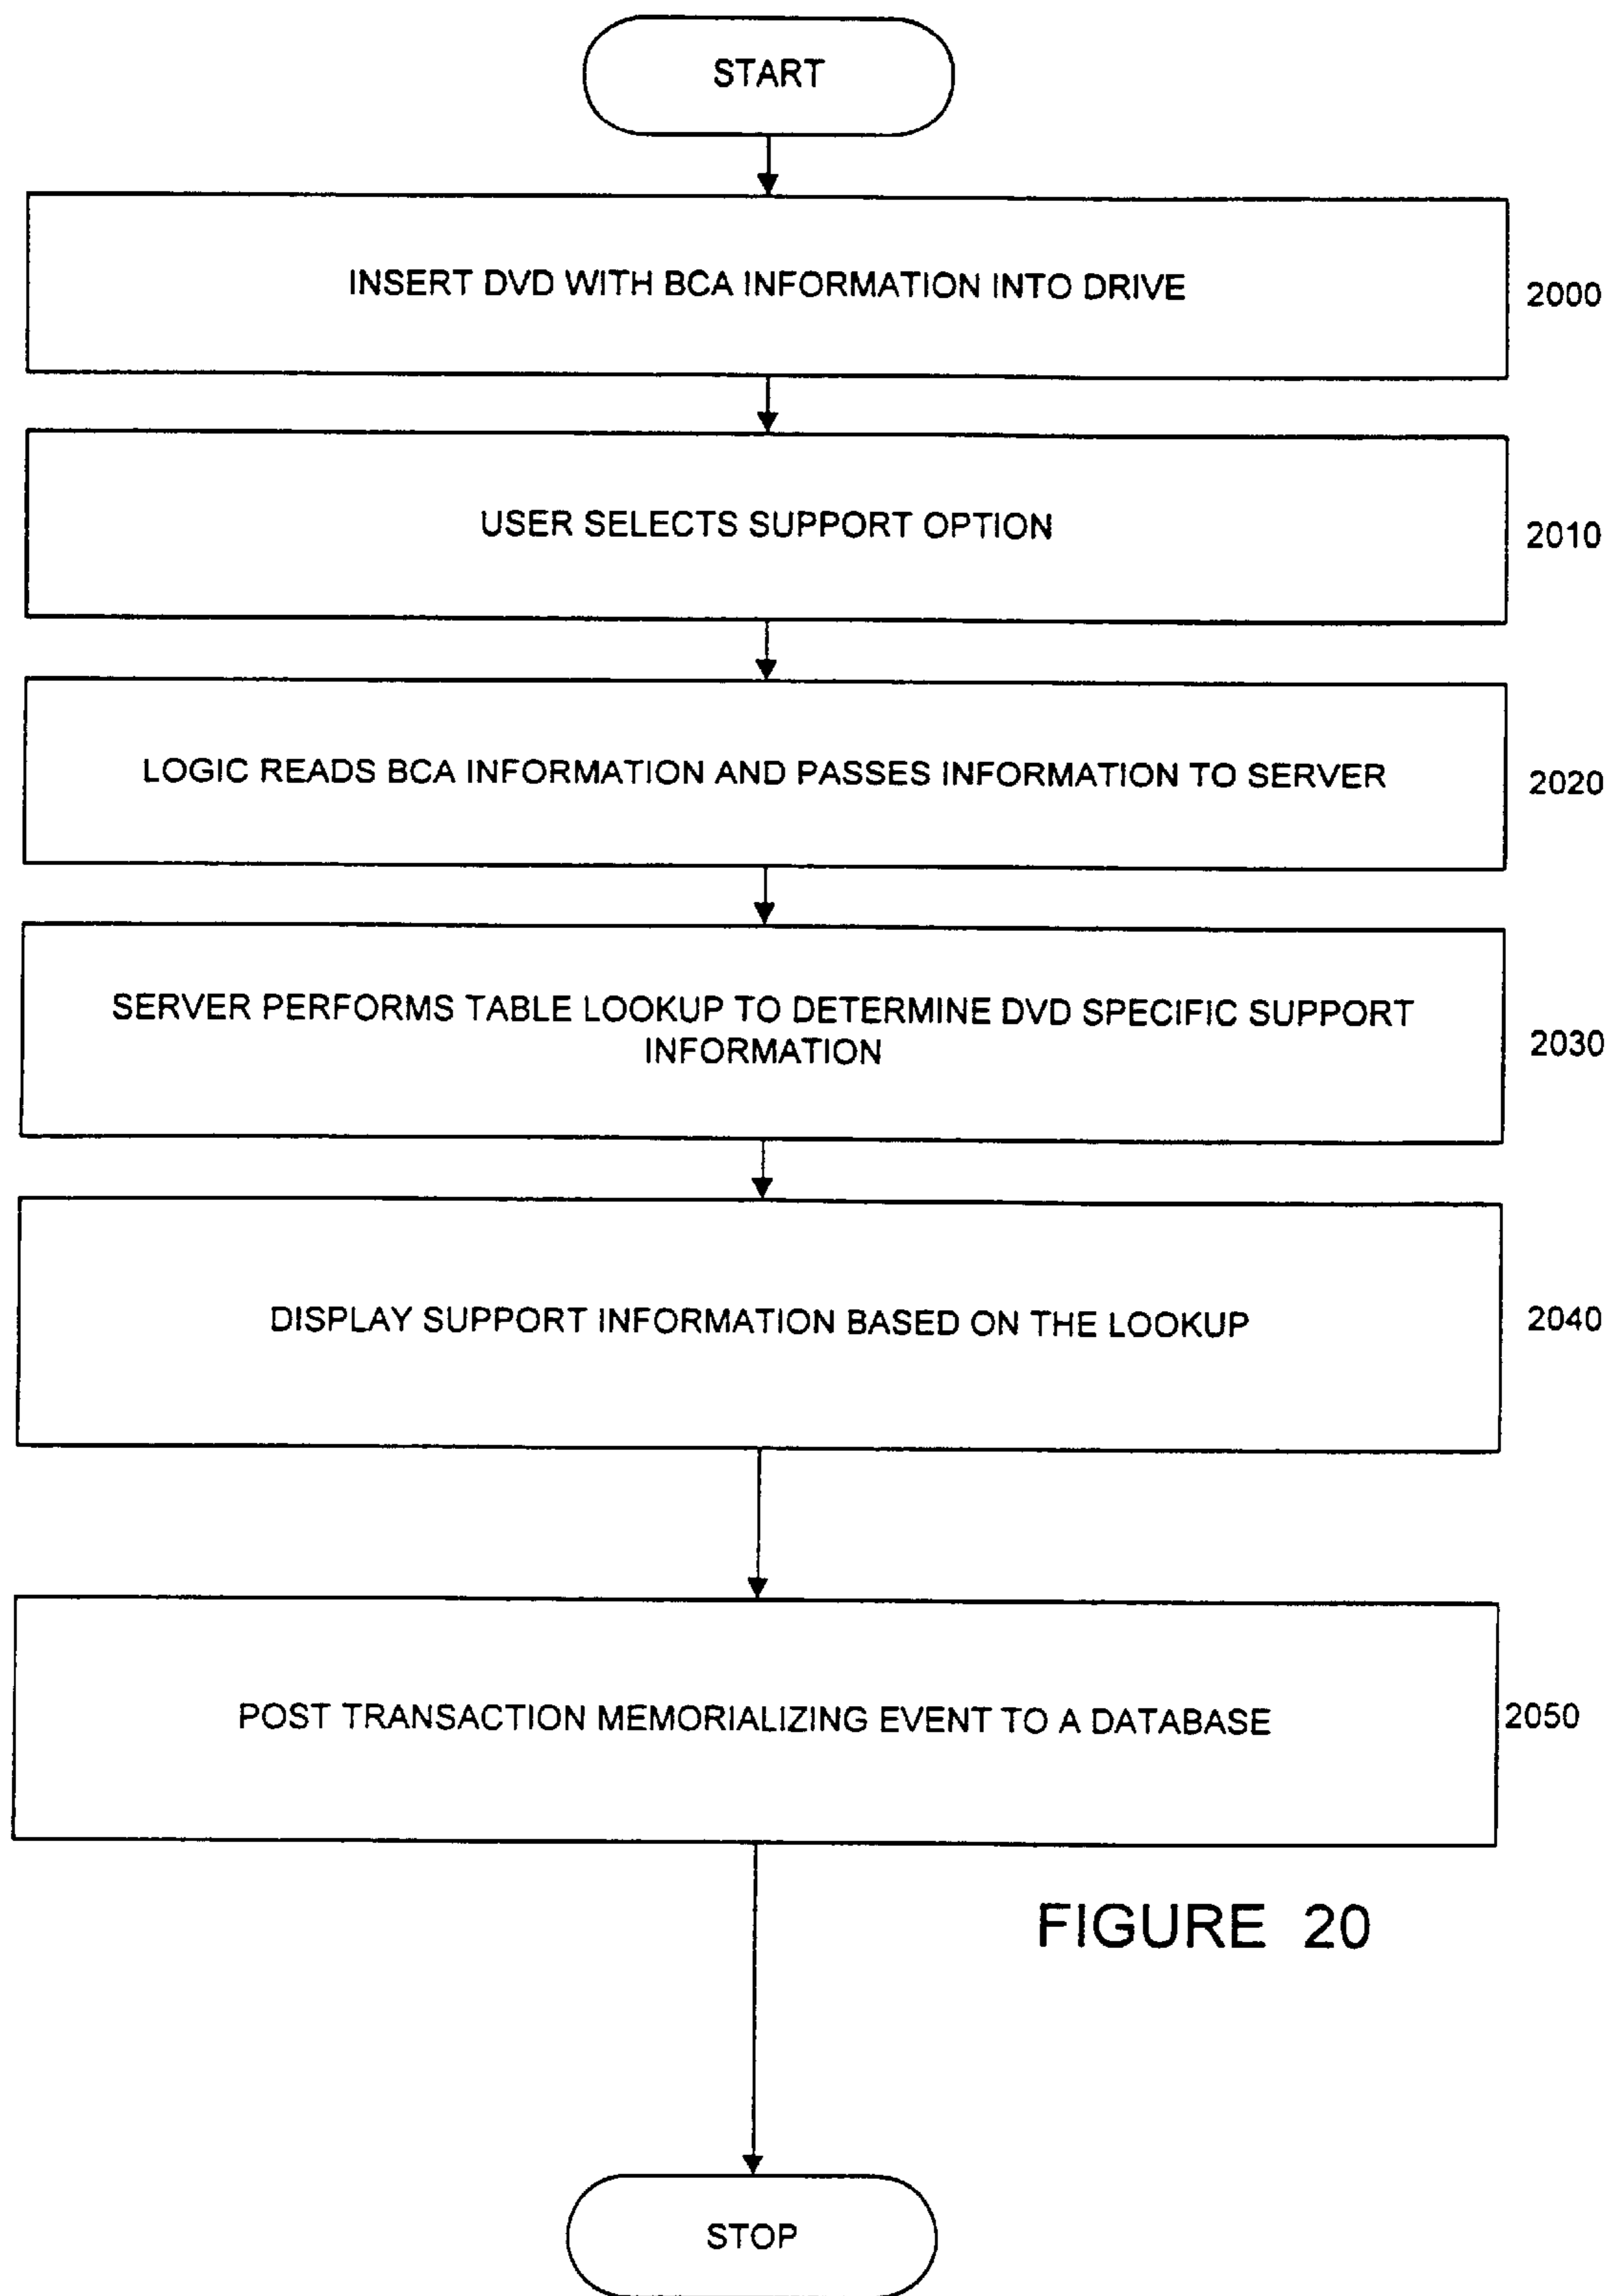 START
INSERT DVD WITH BCA INFORMATION INTO DRIVE
2000
USER SELECTS SUPPORT OPTION
2010
LOGIC READS BCA INFORMATION AND PASSES INFORMATION TO SERVER
2020
SERVER PERFORMS TABLE LOOKUP TO DETERMINE DVD SPECIFIC SUPPORT
INFORMATION
2030
DISPLAY SUPPORT INFORMATION BASED ON THE LOOKUP
2040
POST TRANSACTION MEMORIALIZING EVENT TO A DATABASE
2050
FIGURE 20
STOP